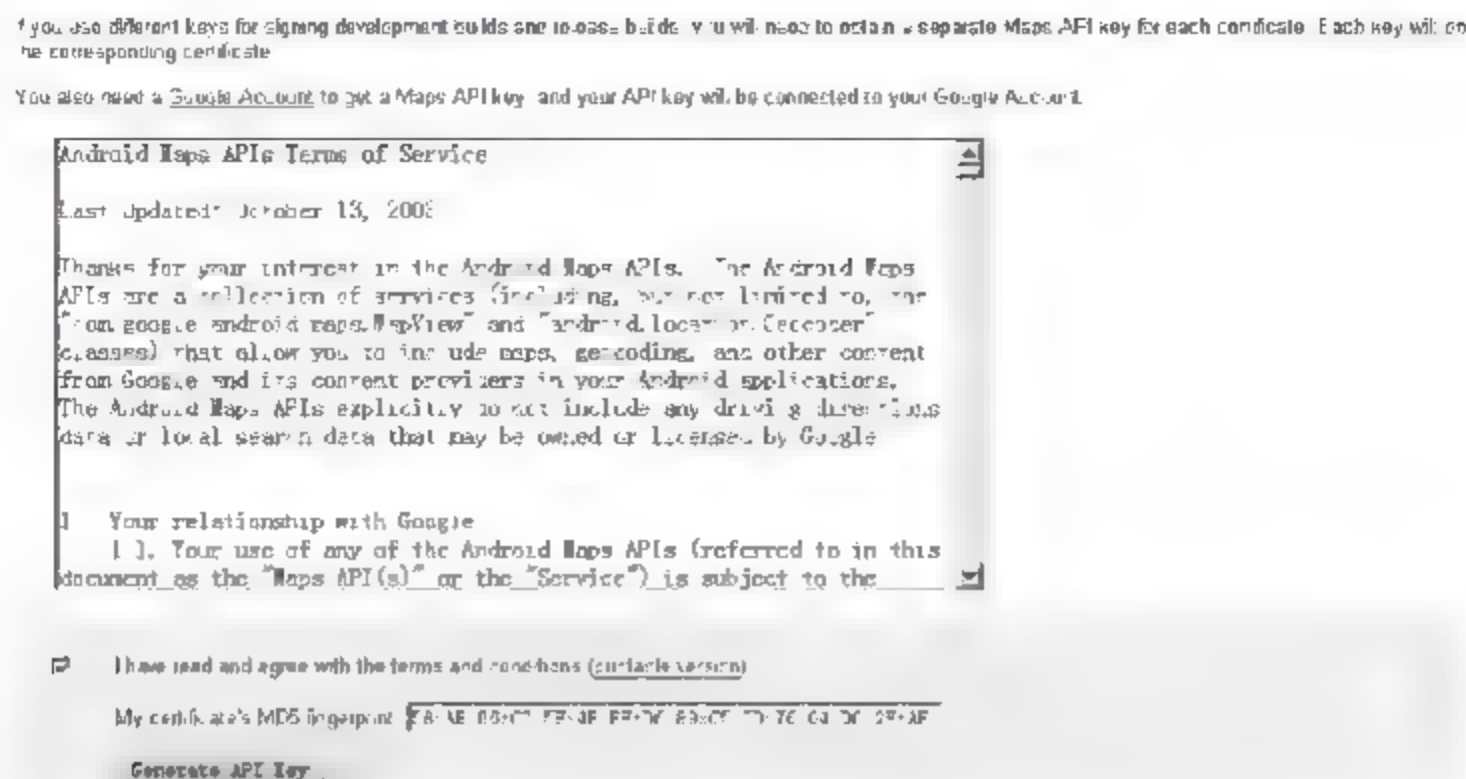 If you use different keys for signing development builds and release builds, you will need to obtain a separate Maps API key for each certificate. Each key will
the corresponding certificate
You also need a Google Account to get a Maps API key, and your API key will be connected to your Google Account.
Android Maps APIs Terms of Service
Last Updated: October 13, 2008
Thanks for your interest in the Android Maps APIs. The Android Maps
APIs are a collection of services (including, but not limited to, the
"com.google.android.maps.MapView" and "android.location.Geocoder"
classes) that allow you to include maps, geocoding, and other content
from Google and its content providers in your Android applications.
The Android Maps APIs explicitly do not include any driving directions
data or local search data that may be owned or licensed by Google
1 Your relationship with Google
1.1. Your use of any of the Android Maps APIs (referred to in this
document as the "Maps API(s)" or the "Service") is subject to the
I have read and agree with the terms and conditions (printable version)
My certificate's MD5 fingerprint:
Generate API Key